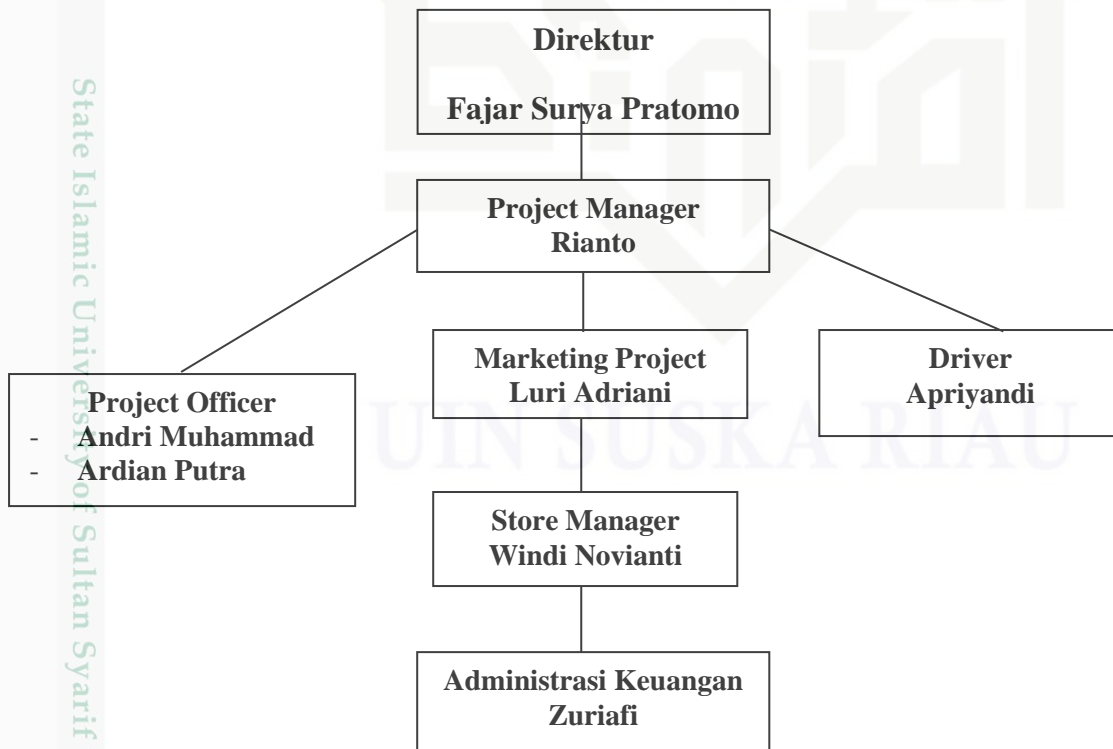 Direktur
Fajar Surya Pratomo
Project Manager
Rianto
Marketing Project
Luri Adriani
Driver
Apriyandi
Project Officer
- Andri Muhammad
- Ardian Putra
Store Manager
Windi Novianti
Administrasi Keuangan
Zuriafi
UIN SUSKA RIAU
State Islamic University of Sultan Syarif